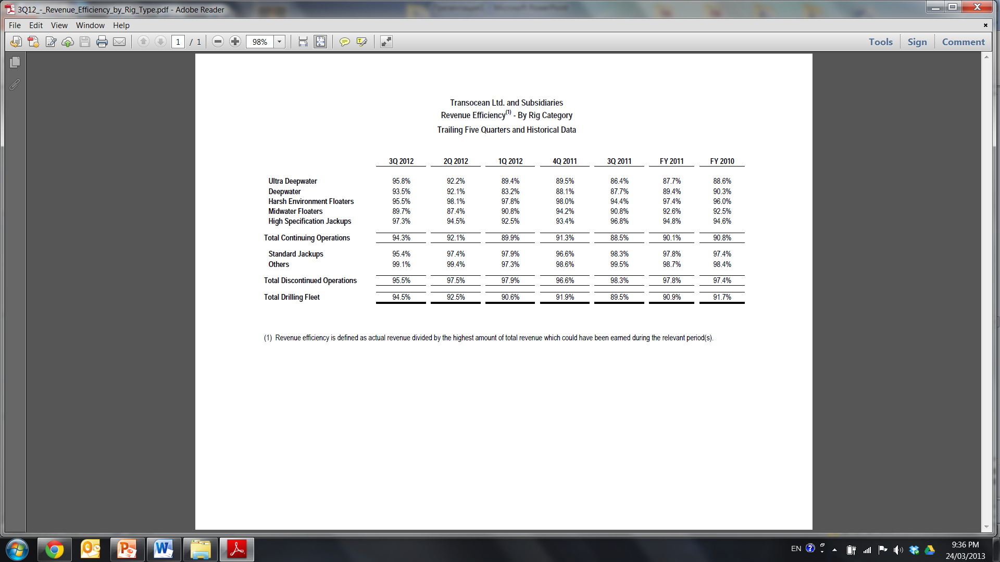 3Q12_-_Revenue_Efficiency_by_Rig_Type.pdf - Adobe Reader
File Edit View Window Help
1 / 1 98% Tools Sign Comment
Transocean Ltd. and Subsidiaries
Revenue Efficiency(1) - By Rig Category
Trailing Five Quarters and Historical Data
3Q 2012 2Q 2012 1Q 2012 4Q 2011 3Q 2011 FY 2011 FY 2010
Ultra Deepwater 95.8% 92.2% 89.4% 89.5% 86.4% 87.7% 88.6%
Deepwater 93.5% 92.1% 83.2% 88.1% 87.7% 89.4% 90.3%
Harsh Environment Floaters 95.5% 98.1% 97.8% 98.0% 94.4% 97.4% 96.0%
Midwater Floaters 89.7% 87.4% 90.8% 94.2% 90.8% 92.6% 92.5%
High Specification Jackups 97.3% 94.5% 92.5% 93.4% 96.8% 94.8% 94.6%
Total Continuing Operations 94.3% 92.1% 89.9% 91.3% 88.5% 90.1% 90.8%
Standard Jackups 95.4% 97.4% 97.9% 96.6% 98.3% 97.8% 97.4%
Others 99.1% 99.4% 97.3% 98.6% 99.5% 98.7% 98.4%
Total Discontinued Operations 95.5% 97.5% 97.9% 96.6% 98.3% 97.8% 97.4%
Total Drilling Fleet 94.5% 92.5% 90.6% 91.9% 89.5% 90.9% 91.7%
(1) Revenue efficiency is defined as actual revenue divided by the highest amount of total revenue which could have been earned during the relevant period(s).
EN 9:36 PM
24/03/2013